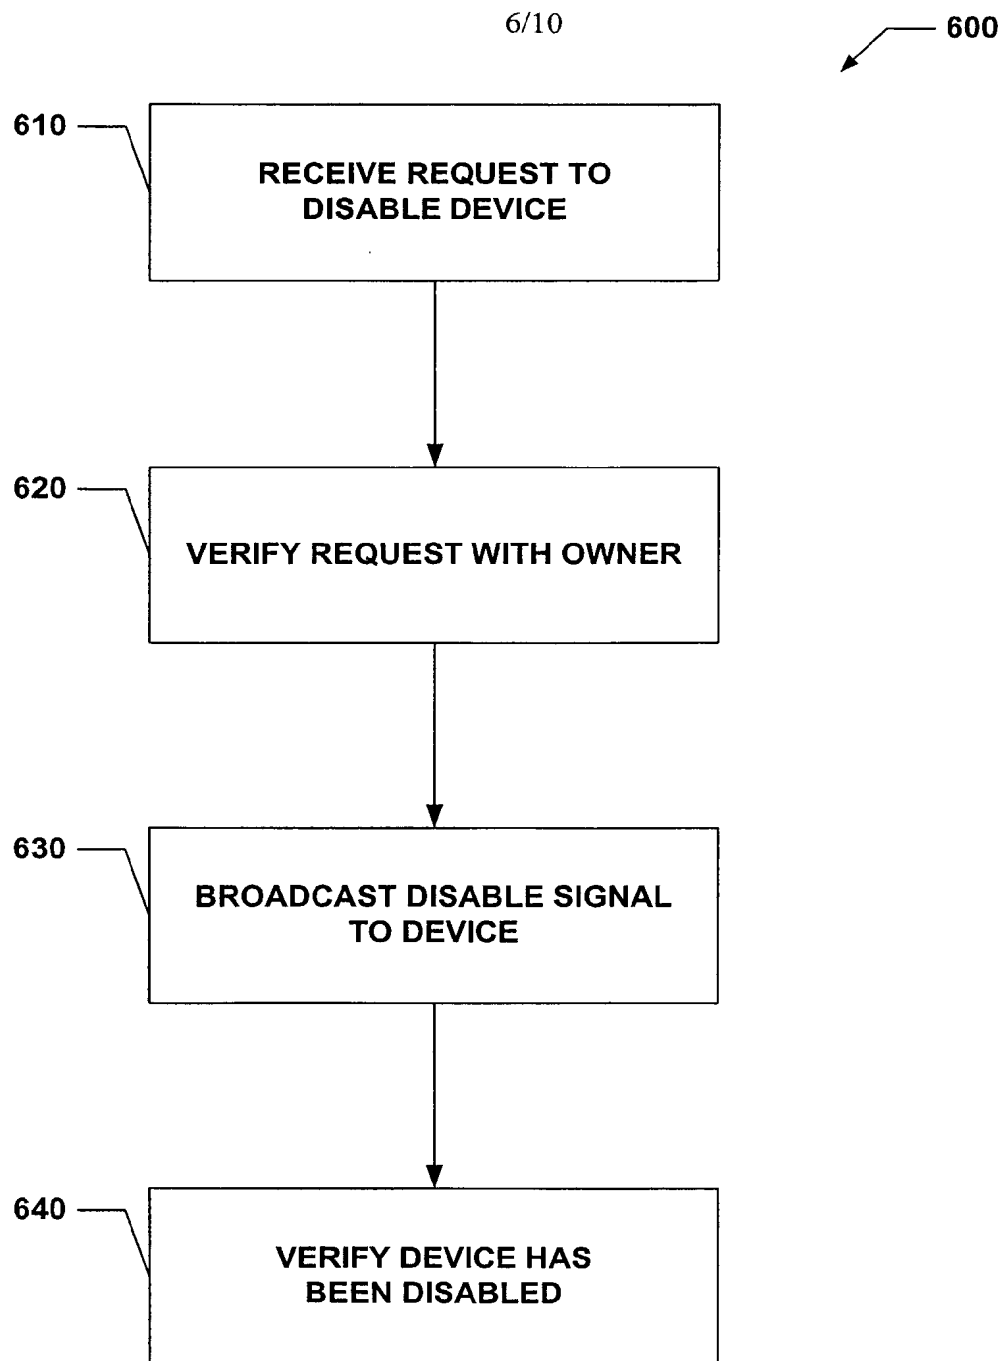 6/10
600
610
RECEIVE REQUEST TO
DISABLE DEVICE
620
VERIFY REQUEST WITH OWNER
630
BROADCAST DISABLE SIGNAL
TO DEVICE
640
VERIFY DEVICE HAS
BEEN DISABLED